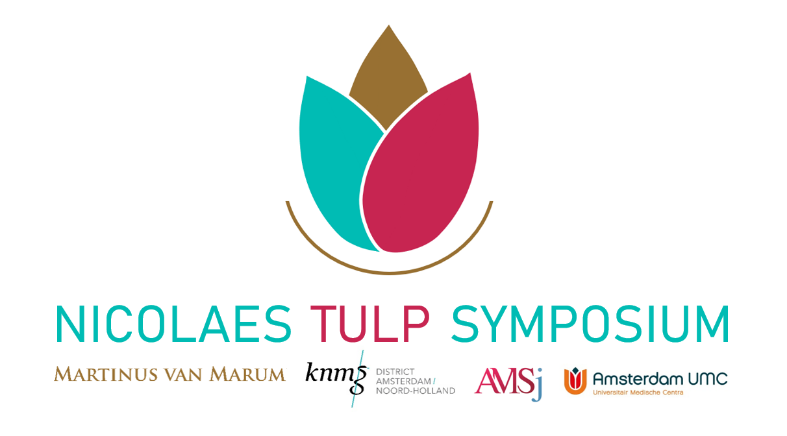 NICOLAES TULP SYMPOSIUM
MARTINUS VAN MARUM
knmg
DISTRICT
AMSTERDAM/
NOORD-HOLLAND
AMSj
Amsterdam UMC
Universitair Medische Centra